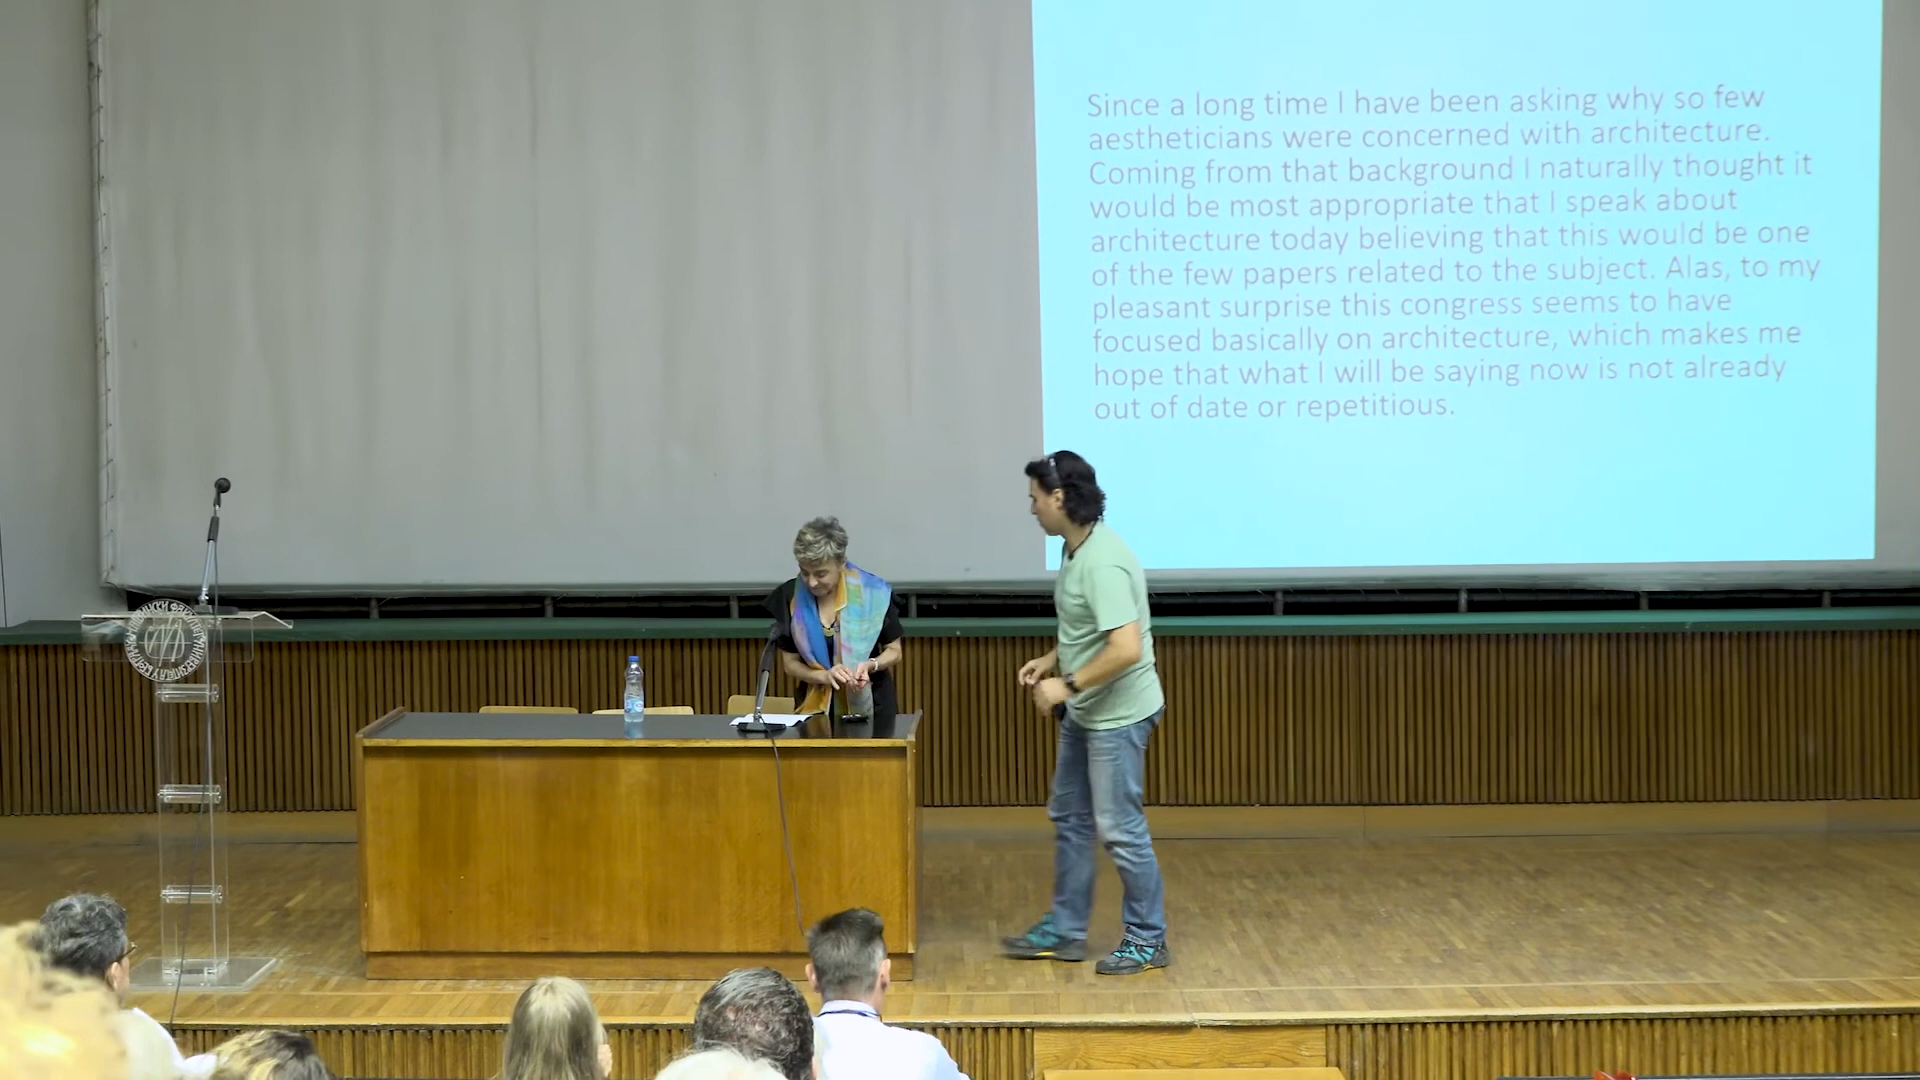 Since a long time I have been asking why so few
aestheticians were concerned with architecture.
Coming from that background I naturally thought it
would be most appropriate that I speak about
architecture today believing that this would be one
of the few papers related to the subject. Alas, to my
pleasant surprise this congress seems to have
focused basically on architecture, which makes me
hope that what I will be saying now is not already
out of date or repetitious.